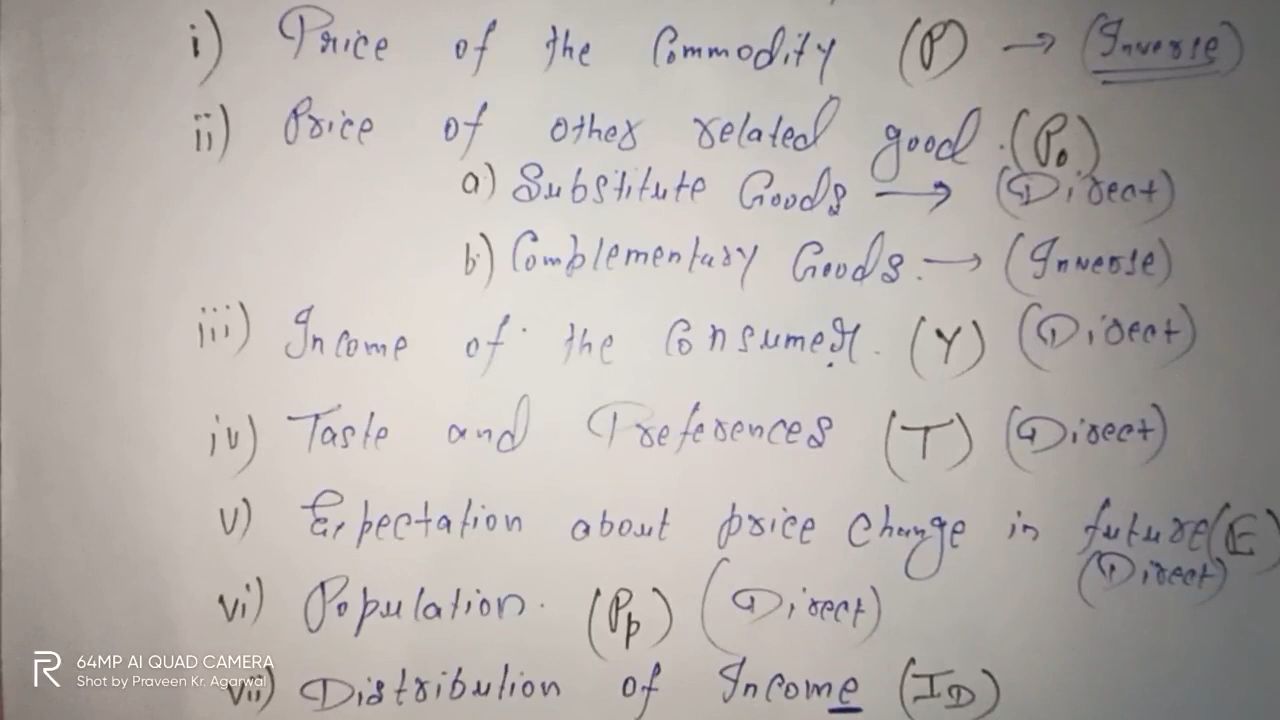 i) Price of the Commodity (P) → (Inverse)
ii) Price of other related good. (Po)
a) Substitute Goods → (Direct)
b) Complementary Goods. → (Inverse)
iii) Income of the Consumer. (Y) (Direct)
iv) Taste and Preferences (T) (Direct)
v) Expectation about price change in future (E)
(Direct)
vi) Population. (Pp) (Direct)
vii) Distribution of Income (ID)
64MP AI QUAD CAMERA
Shot by Praveen Kr. Agarwal